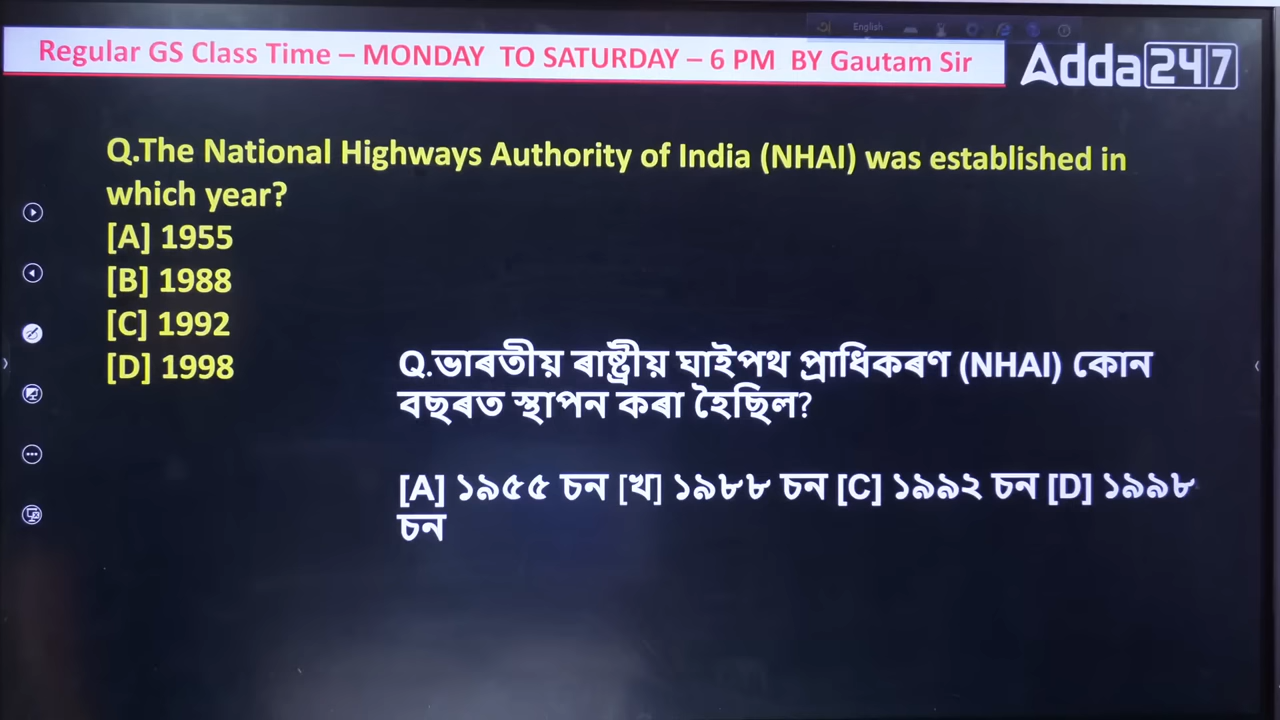 English
Regular GS Class Time – MONDAY TO SATURDAY – 6 PM BY Gautam Sir
Adda247
Q.The National Highways Authority of India (NHAI) was established in
which year?
[A] 1955
[B] 1988
[C] 1992
[D] 1998
Q.ভাৰতীয় ৰাষ্ট্ৰীয় ঘাইপথ প্ৰাধিকৰণ (NHAI) কোন
বছৰত স্থাপন কৰা হৈছিল?
[A] ১৯৫৫ চন [খ] ১৯৮৮ চন [C] ১৯৯২ চন [D] ১৯৯৮
চন